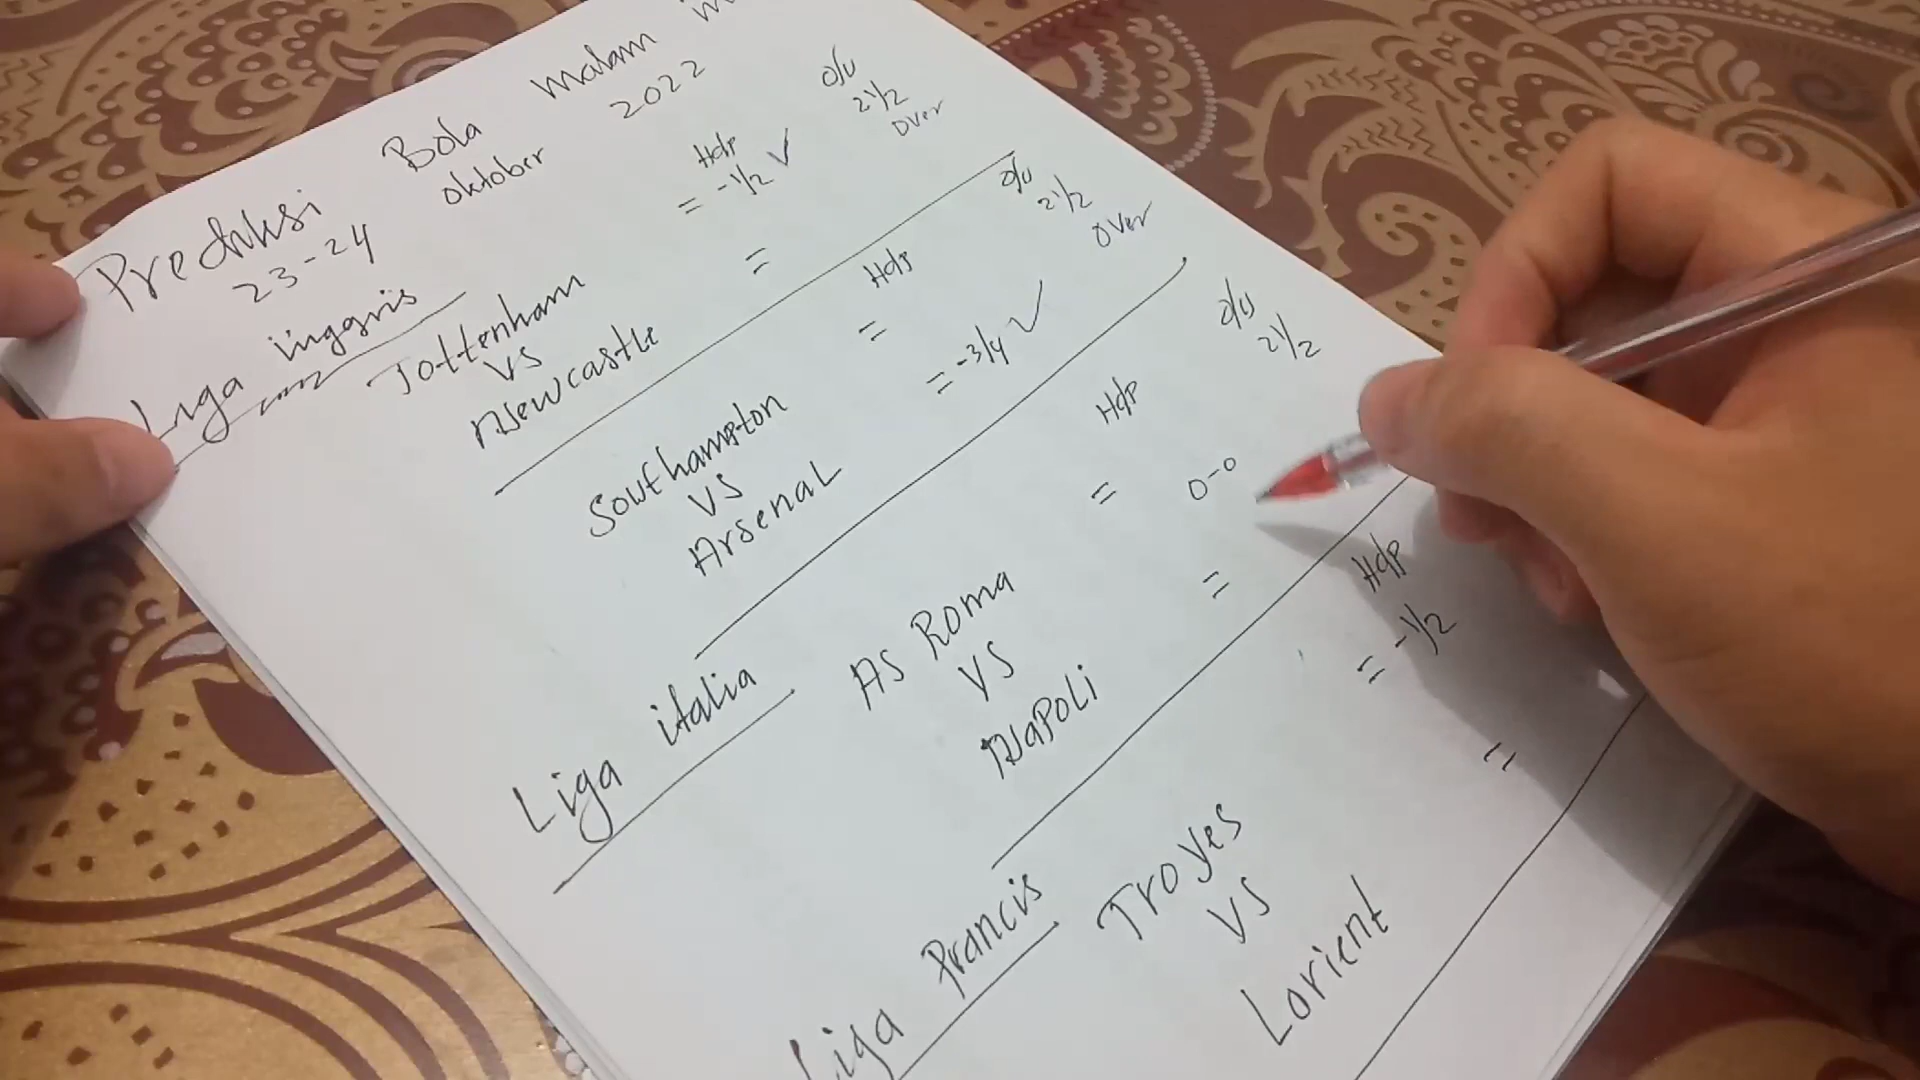 Prediksi Bola Malam
23-24 Oktober 2022
Liga inggris
Tottenham = -1/2 ✓
VS
Newcastle =
Hdp
O/U
2 1/2
Over
Southampton =
VS
Arsenal = -3/4 ✓
Hdp
O/U
2 1/2
Over
Liga italia
AS Roma =
VS
Napoli =
Hdp
0-0
O/U
2 1/2
Liga Prancis
Troyes = -1/2
VS
Lorient =
Hdp